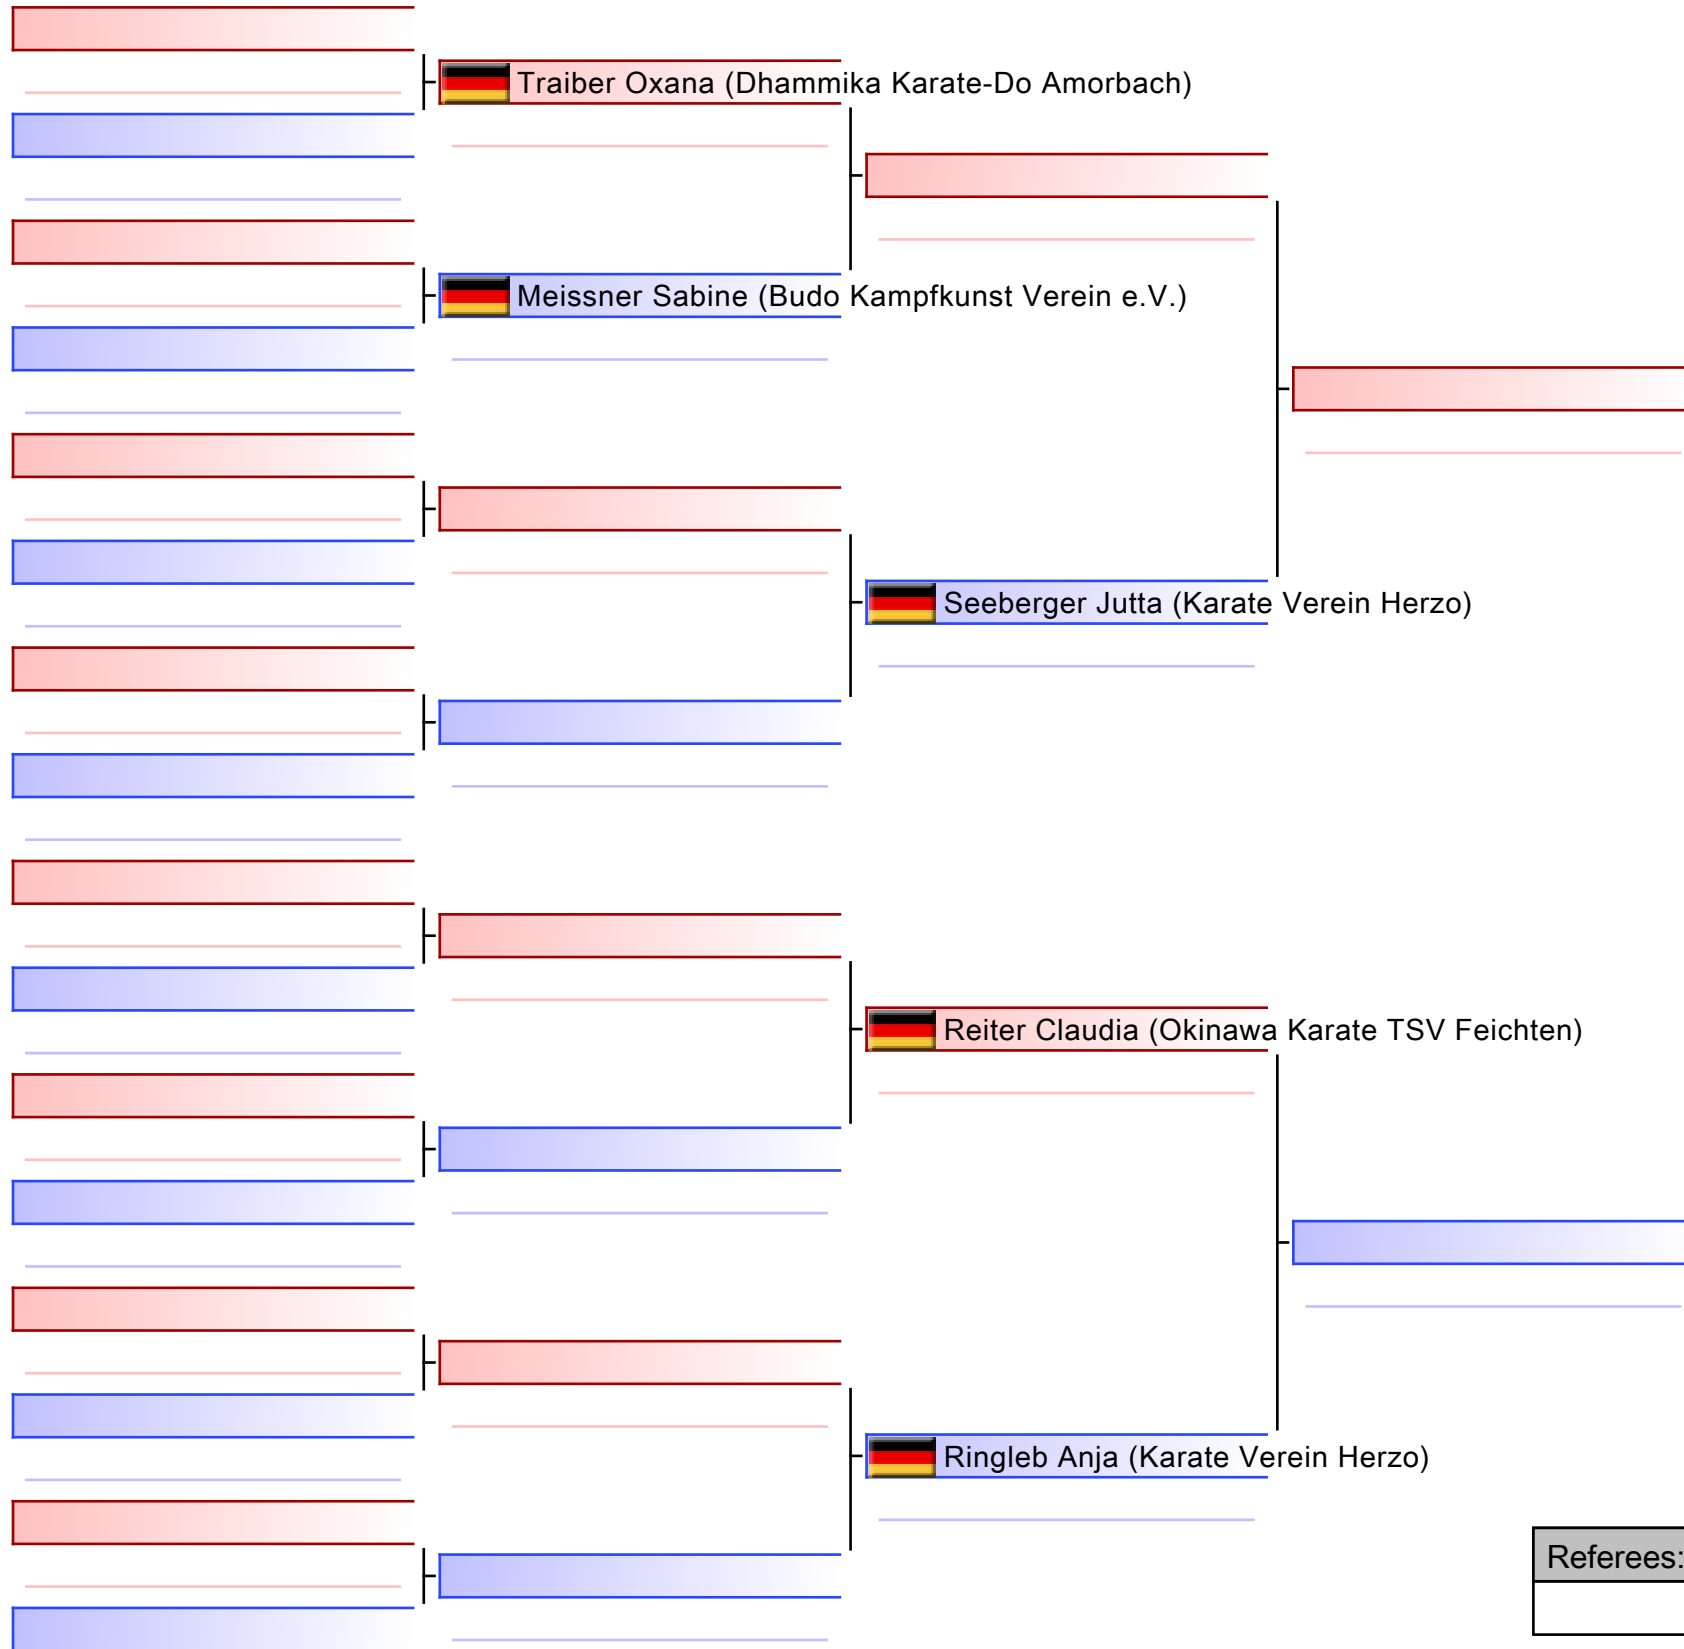 Traiber Oxana (Dhammika Karate-Do Amorbach)
Meissner Sabine (Budo Kampfkunst Verein e.V.)
Seeberger Jutta (Karate Verein Herzo)
Reiter Claudia (Okinawa Karate TSV Feichten)
Ringleb Anja (Karate Verein Herzo)
Referees: